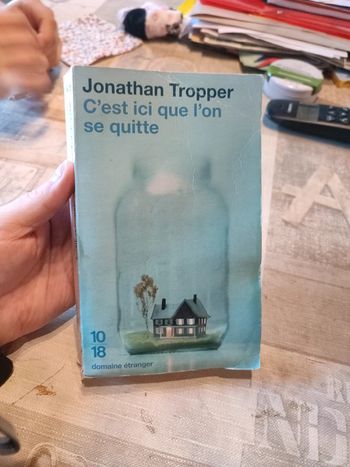 Jonathan Tropper
C'est ici que l'on
se quitte
10
18
domaine étranger